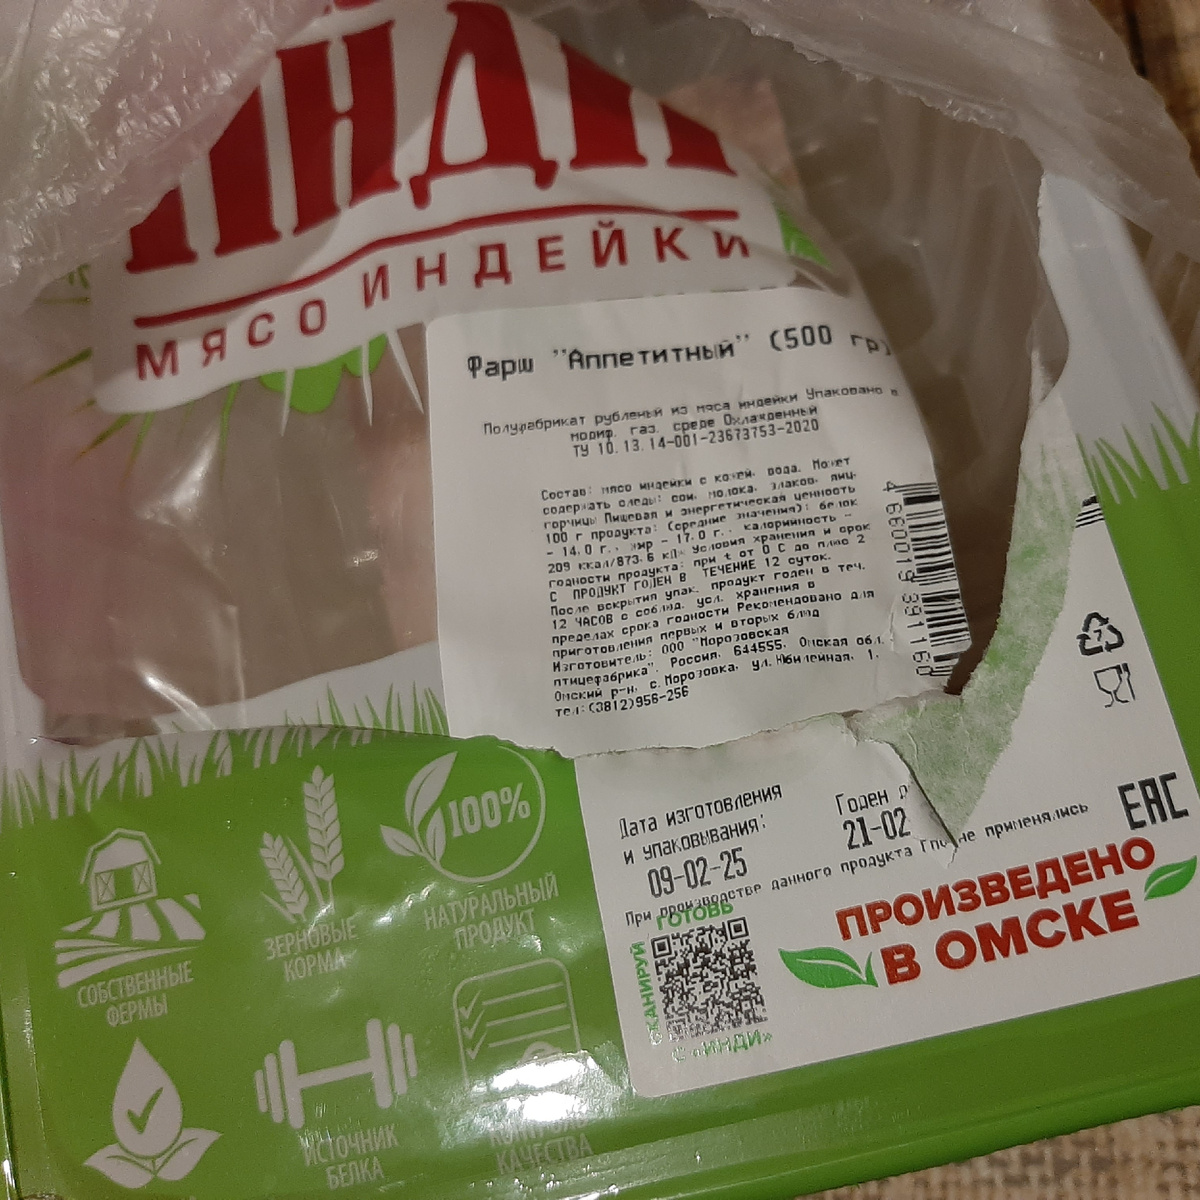 ИНДИ
МЯСО ИНДЕЙКИ
Фарш "Аппетитный" (500 гр)
Полуфабрикат рубленый из мяса индейки Упаковано в
модиф. газ. среде Охлажденный
ТУ 10.13.14-001-23673753-2020
Состав: мясо индейки с кожей, вода. Может
содержать следы: сои, молока, злаков, яиц,
горчицы Пищевая и энергетическая ценность
100 г продукта: (средние значения): белок
- 14,0 г., жир - 17,0 г., калорийность -
209 ккал/873,6 кДж Условия хранения и срок
годности продукта: при t от 0 С до плюс 2
С ПРОДУКТ ГОДЕН В ТЕЧЕНИЕ 12 суток.
После вскрытия упак. продукт годен в теч.
12 ЧАСОВ с соблюд. усл. хранения в
пределах срока годности Рекомендовано для
приготовления первых и вторых блюд
Изготовитель: ООО "Морозовская
птицефабрика", Россия, 644555, Омская обл.,
Омский р-н, с.Морозовка, ул.Юбилейная, 1,
тел:(3812)956-256
4 660019 391160
7
100%
НАТУРАЛЬНЫЙ
ПРОДУКТ
ЗЕРНОВЫЕ
КОРМА
СОБСТВЕННЫЕ
ФЕРМЫ
ИСТОЧНИК
БЕЛКА
КОНТРОЛЬ
КАЧЕСТВА
Дата изготовления
и упаковывания:
09-02-25
Годен д
21-02
При производстве данного продукта не применялись
EAC
СКАНИРУЙ
ГОТОВЬ
С «ИНДИ»
ПРОИЗВЕДЕНО
В ОМСКЕ